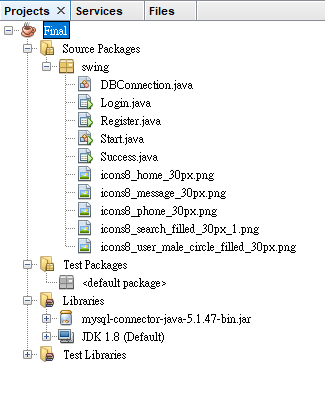 Projects × Services Files
Final
Source Packages
swing
DBConnection.java
Login.java
Register.java
Start.java
Success.java
icons8_home_30px.png
icons8_message_30px.png
icons8_phone_30px.png
icons8_search_filled_30px_1.png
icons8_user_male_circle_filled_30px.png
Test Packages
<default package>
Libraries
mysql-connector-java-5.1.47-bin.jar
JDK 1.8 (Default)
Test Libraries